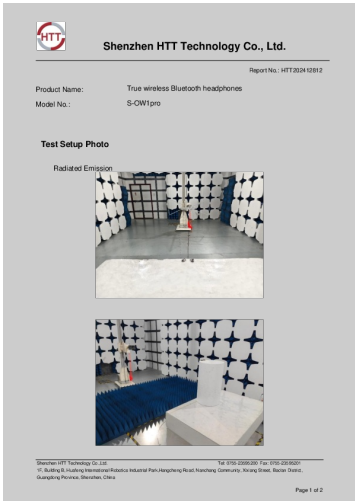 HTT
Shenzhen HTT Technology Co., Ltd.
Report No.: HTT202412812
Product Name: True wireless Bluetooth headphones
Model No.: S-OW1pro
Test Setup Photo
Radiated Emission
Shenzhen HTT Technology Co.,Ltd. Tel: 0755-23595200 Fax: 0755-23595201
1F, Building B, Huafeng International Robotics Industrial Park, Hangcheng Road, Nanchang Community, Xixiang Street, Bao'an District,
Guangdong Province, Shenzhen, China
Page 1 of 2